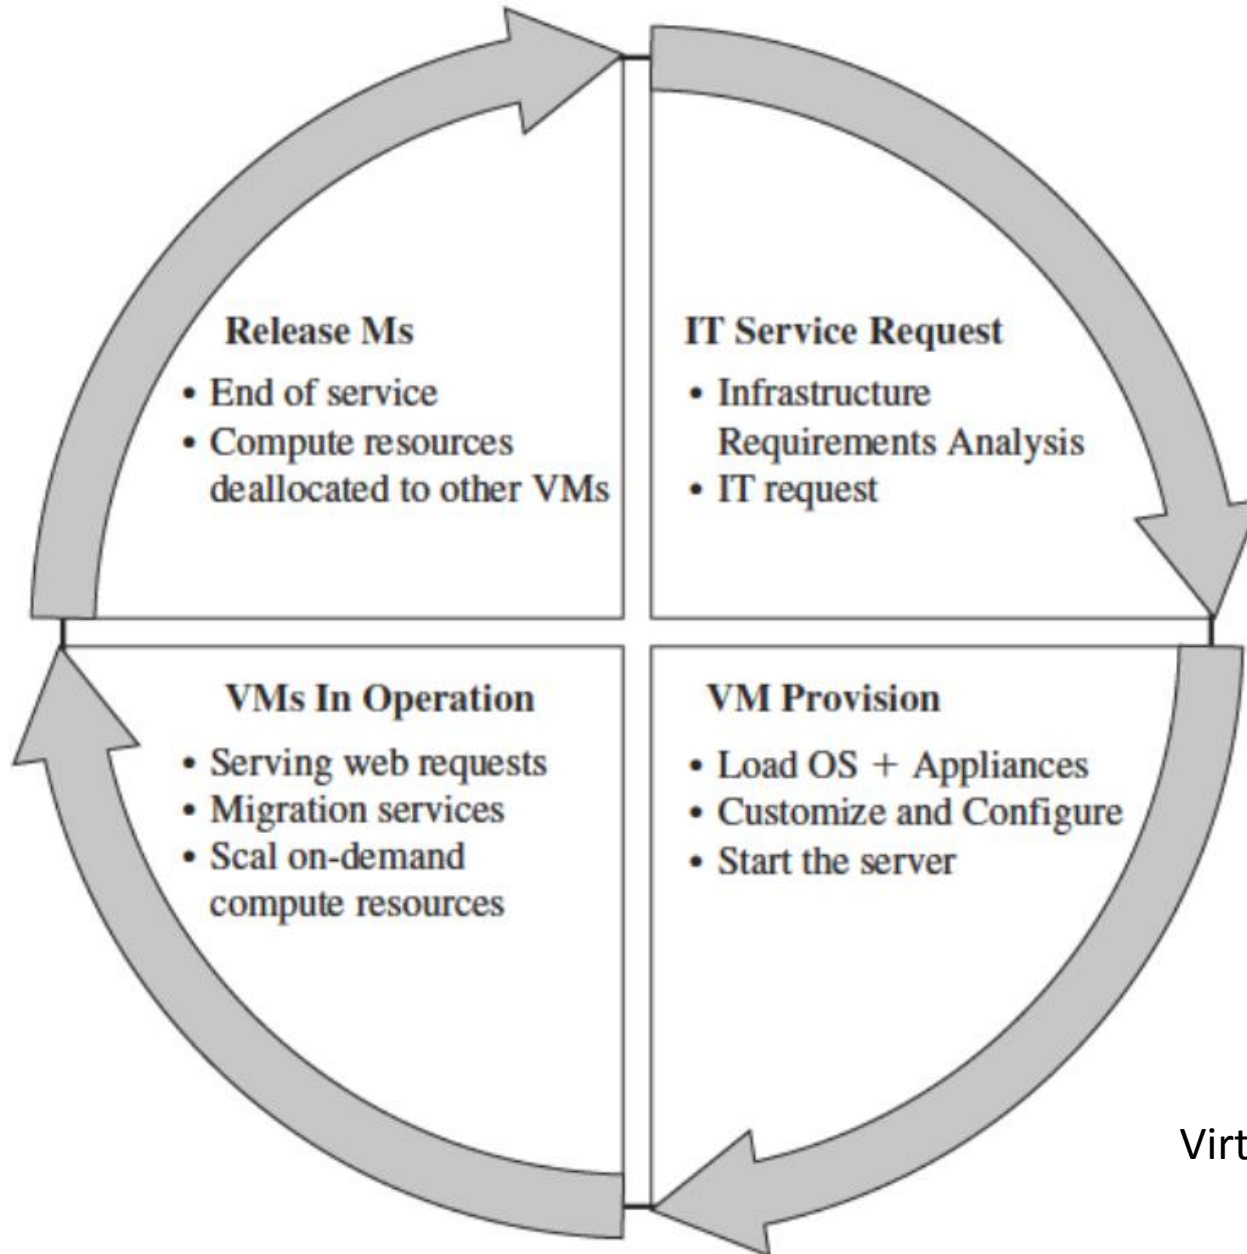 Release Ms
• End of service
• Compute resources
deallocated to other VMs
IT Service Request
• Infrastructure
Requirements Analysis
• IT request
VMs In Operation
• Serving web requests
• Migration services
• Scal on-demand
compute resources
VM Provision
• Load OS + Appliances
• Customize and Configure
• Start the server
Virt